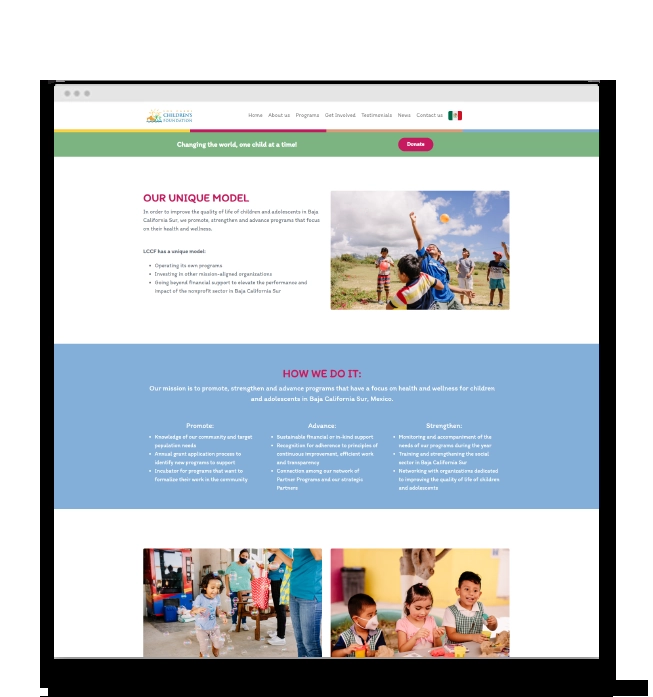 CHILDREN'S
FOUNDATION
Home About us Programs Get Involved Testimonials News Contact us
Changing the world, one child at a time!
Donate
OUR UNIQUE MODEL
In order to improve the quality of life of children and adolescents in Baja
California Sur, we promote, strengthen and advance programs that focus
on their health and wellness.
LCCF has a unique model:
• Operating its own programs
• Investing in other mission-aligned organizations
• Going beyond financial support to elevate the performance and
impact of the nonprofit sector in Baja California Sur
HOW WE DO IT:
Our mission is to promote, strengthen and advance programs that have a focus on health and wellness for children
and adolescents in Baja California Sur, Mexico.
Promote:
• Knowledge of our community and target
population needs
• Annual grant application process to
identify new programs to support
• Incubator for programs that want to
formalize their work in the community
Advance:
• Sustainable financial or in-kind support
• Recognition for adherence to principles of
continuous improvement, efficient work
and transparency
• Connection among our network of
Partner Programs and our strategic
Partners
Strengthen:
• Monitoring and accompaniment of the
needs of our programs during the year
• Training and strengthening the social
sector in Baja California Sur
• Networking with organizations dedicated
to improving the quality of life of children
and adolescents